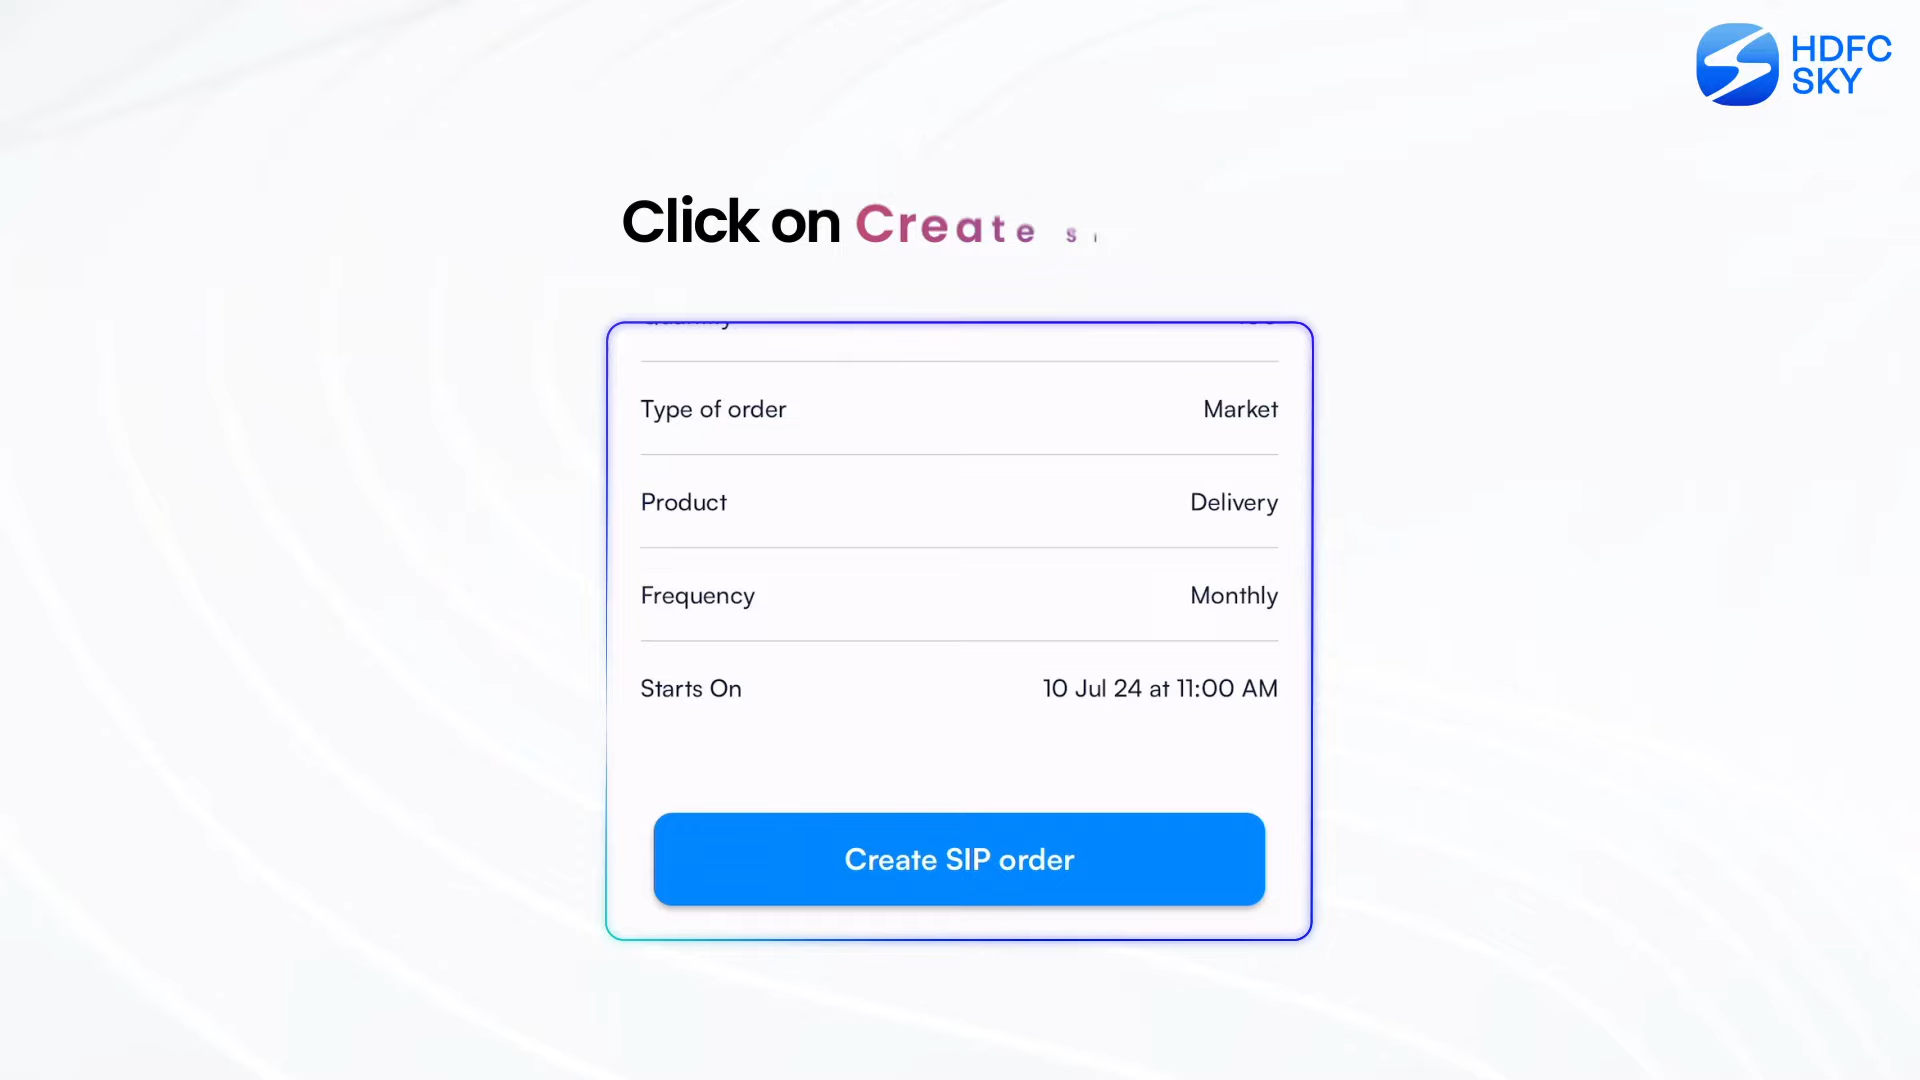 HDFC
SKY
Click on Create
Type of order Market
Product Delivery
Frequency Monthly
Starts On 10 Jul 24 at 11:00 AM
Create SIP order